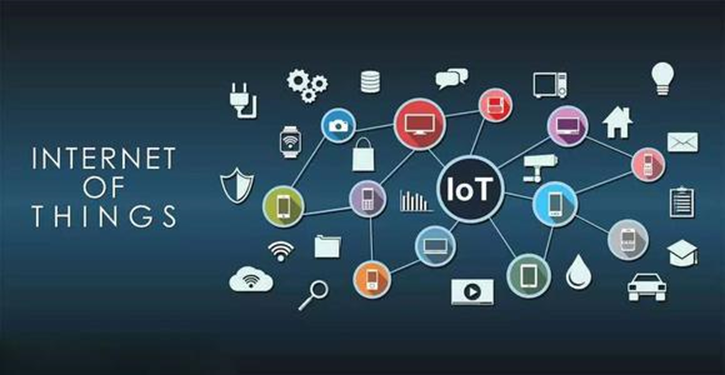 INTERNET
OF
THINGS
IoT